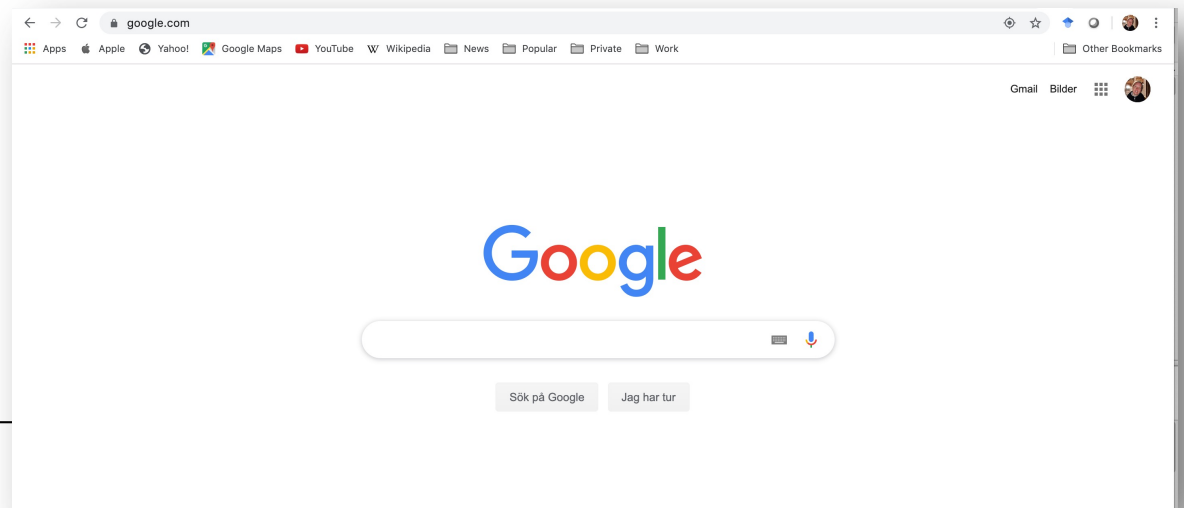 google.com
Apps Apple Yahoo! Google Maps YouTube W Wikipedia News Popular Private Work Other Bookmarks
Gmail Bilder
Google
Sök på Google Jag har tur